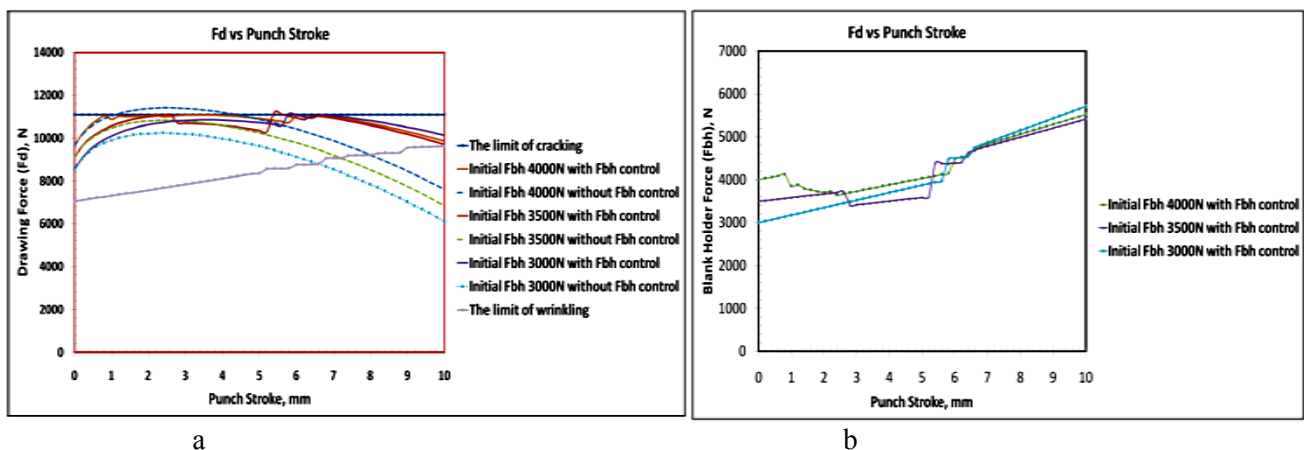 Fd vs Punch Stroke
14000
12000
10000
8000
6000
4000
2000
0
Drawing Force (Fd), N
0 1 2 3 4 5 6 7 8 9 10
Punch Stroke, mm
The limit of cracking
Initial Fbh 4000N with Fbh control
Initial Fbh 4000N without Fbh control
Initial Fbh 3500N with Fbh control
Initial Fbh 3500N without Fbh control
Initial Fbh 3000N with Fbh control
Initial Fbh 3000N without Fbh control
The limit of wrinkling
a
Fd vs Punch Stroke
7000
6000
5000
4000
3000
2000
1000
0
Blank Holder Force (Fbh), N
0 1 2 3 4 5 6 7 8 9 10
Punch Stroke, mm
Initial Fbh 4000N with Fbh control
Initial Fbh 3500N with Fbh control
Initial Fbh 3000N with Fbh control
b